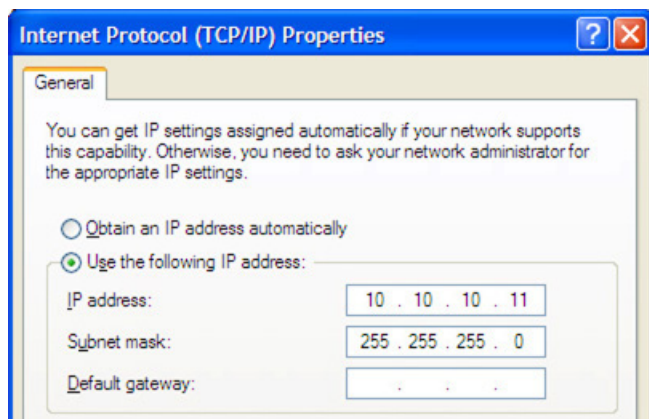 Internet Protocol (TCP/IP) Properties
General
You can get IP settings assigned automatically if your network supports
this capability. Otherwise, you need to ask your network administrator for
the appropriate IP settings.
Obtain an IP address automatically
Use the following IP address:
IP address: 10 . 10 . 10 . 11
Subnet mask: 255 . 255 . 255 . 0
Default gateway: . . .